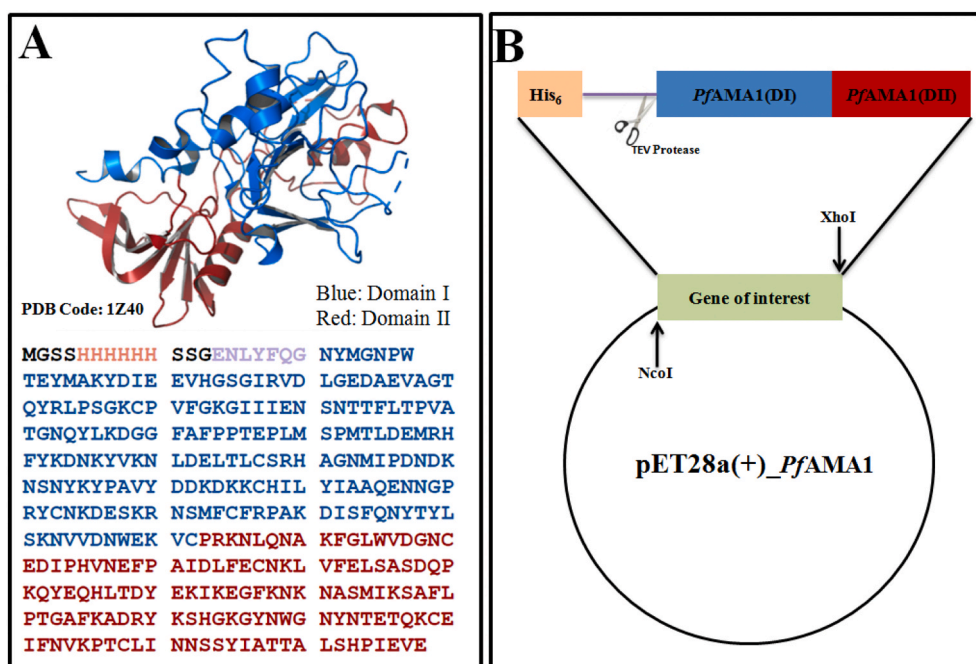 A
PDB Code: 1Z40
Blue: Domain I
Red: Domain II
MGSSHHHHHH SSGENLYFQG NYMGNPW
TEYMAKYDIE EVHGSGIRVD LGEDAEVAGT
QYRLPSGKCP VFGKGIIIEN SNTTFLTPVA
TGNQYLKDGG FAFPPTEPLM SPMTLDEMRH
FYKDNKYVKN LDELTLCSRH AGNMIPDNDK
NSNYKYPAVY DDKDKKCHIL YIAAQENNGP
RYCNKDESKR NSMFCFRPAK DISFQNYTYL
SKNVVDNWEK VCPRKNLQNA KFGLWVDGNC
EDIPHVNEFP AIDLFECNKL VFELSASDQP
KQYEQHLTDY EKIKEGFKNK NASMIKSAFL
PTGAFKADRY KSHGKGYNWG NYNTETQKCE
IFNVKPTCLI NNSSYIATTA LSHPIEVE
B
His6 PfAMA1(DI) PfAMA1(DII)
TEV Protease
XhoI
Gene of interest
NcoI
pET28a(+)_PfAMA1